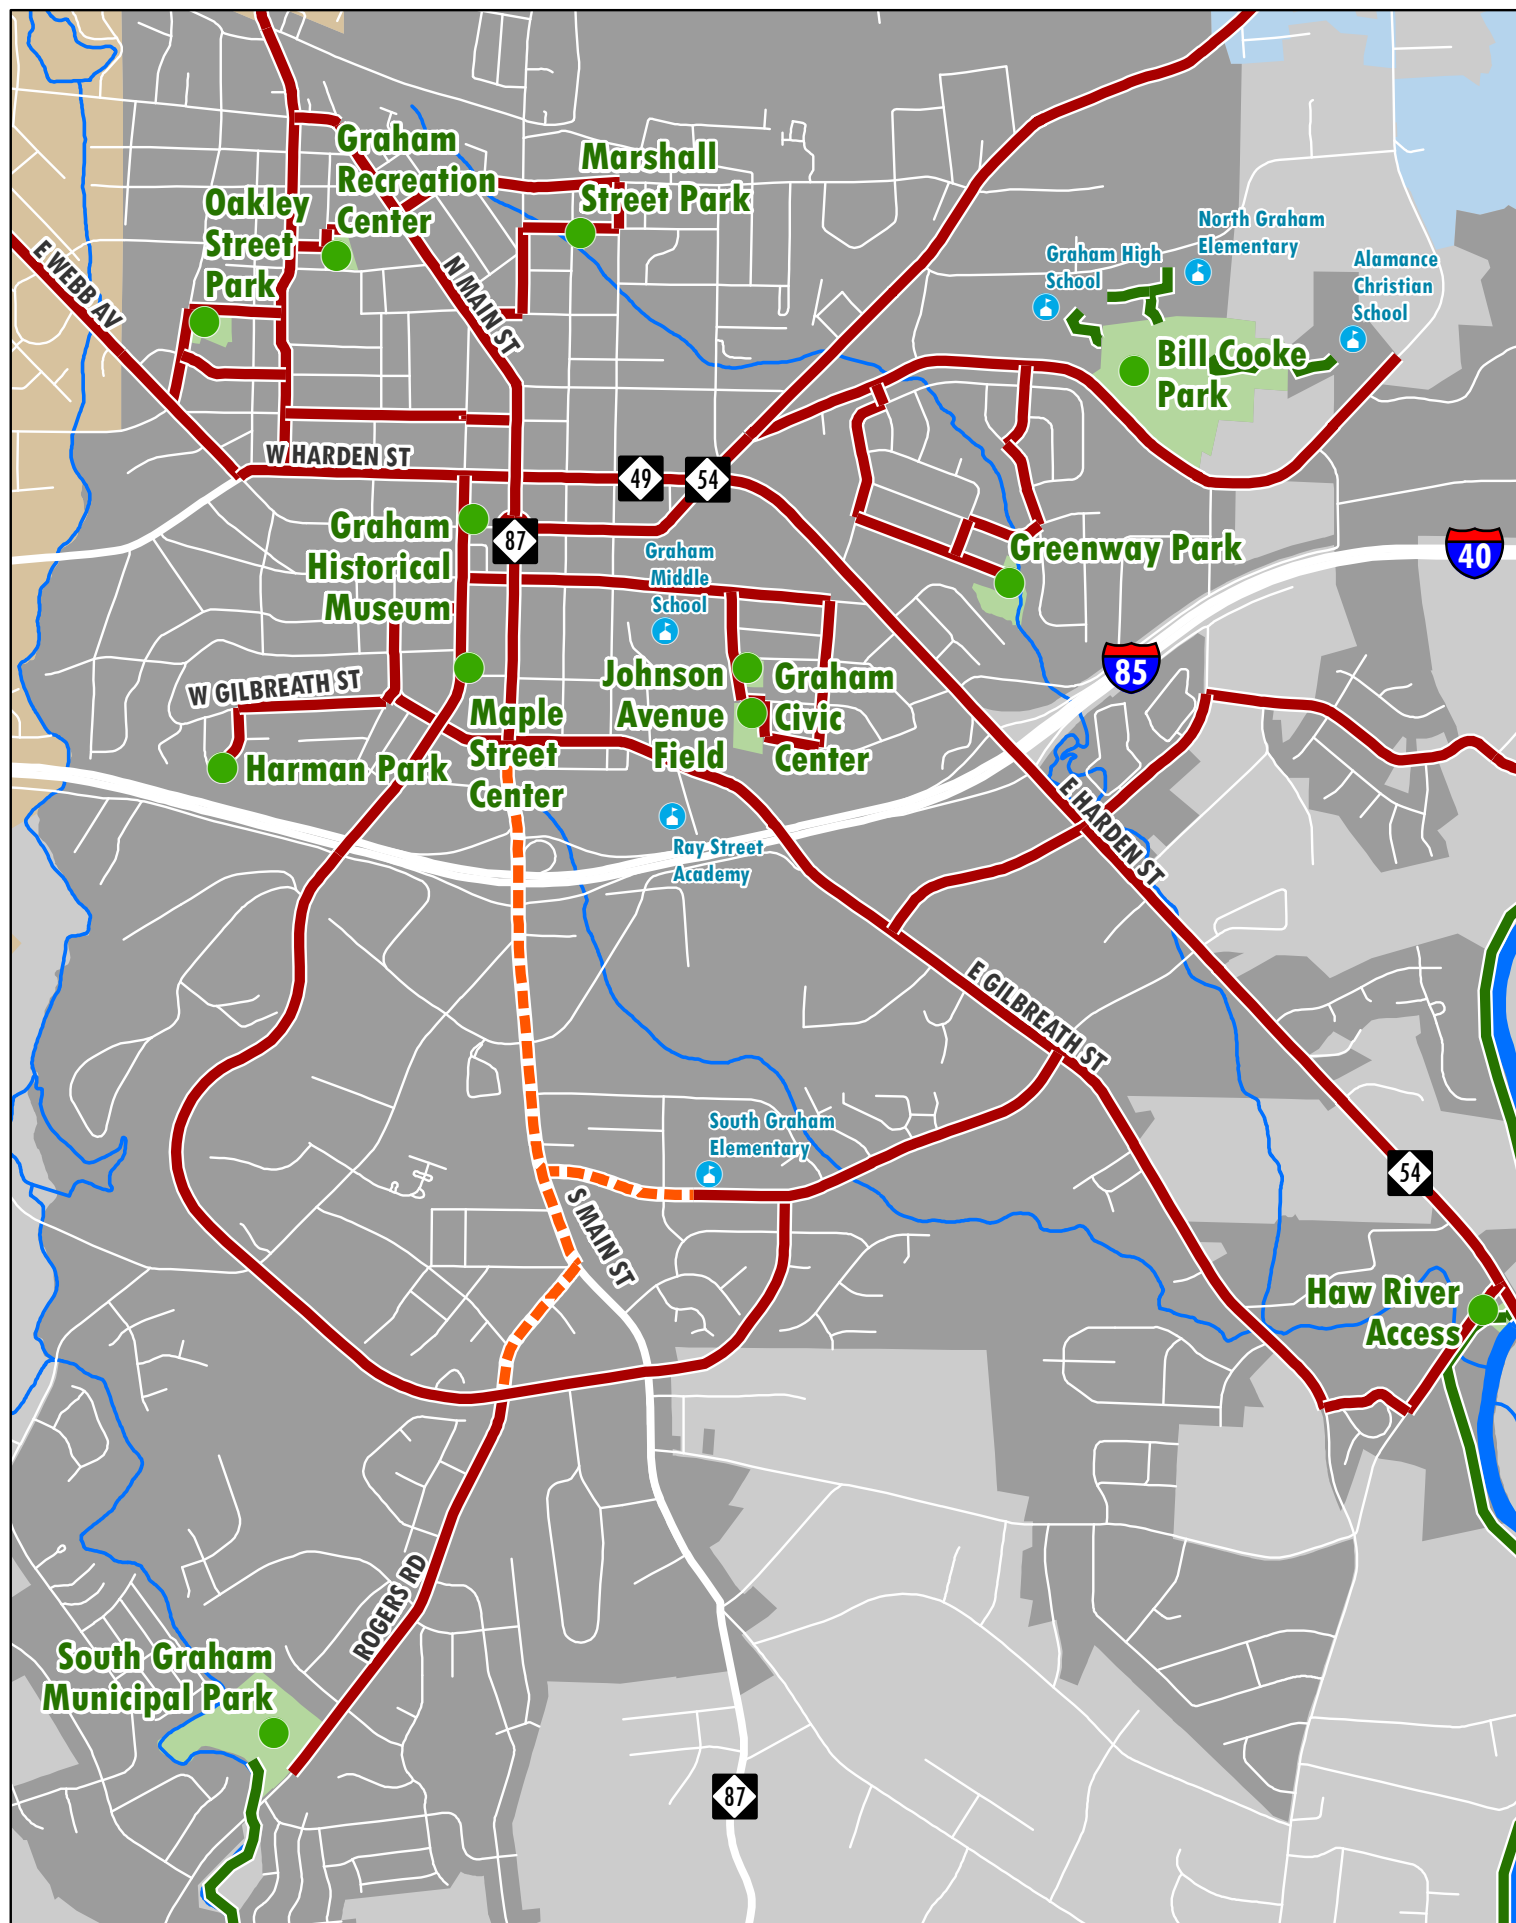 Graham
Recreation
Center
Marshall
Street Park
Oakley
Street
Park
E WEBB AV
N MAIN ST
North Graham
Elementary
Graham High
School
Alamance
Christian
School
Bill Cooke
Park
W HARDEN ST
49
54
87
Graham
Historical
Museum
Graham
Middle
School
Greenway Park
40
85
W GILBREATH ST
Johnson
Avenue
Field
Graham
Civic
Center
Maple
Street
Center
Harman Park
E HARDEN ST
Ray Street
Academy
E GILBREATH ST
South Graham
Elementary
54
S MAIN ST
Haw River
Access
ROGERS RD
South Graham
Municipal Park
87